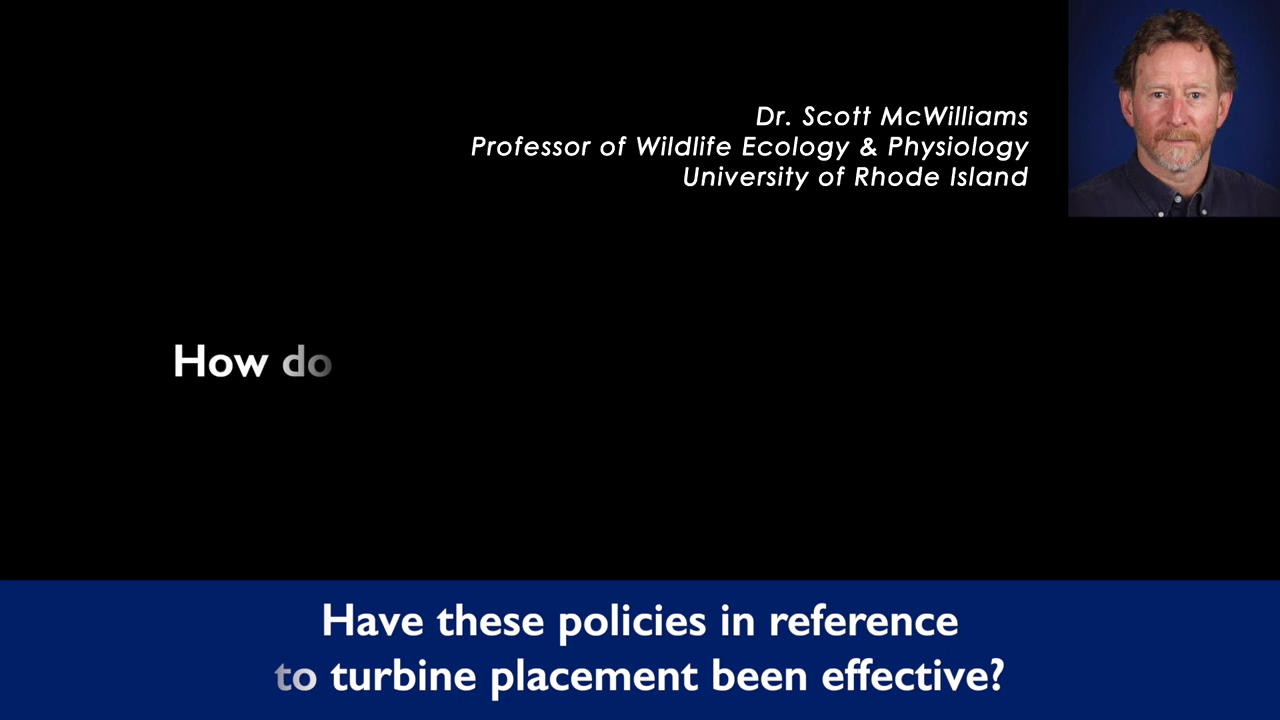 Dr. Scott McWilliams
Professor of Wildlife Ecology & Physiology
University of Rhode Island
How do
Have these policies in reference
to turbine placement been effective?